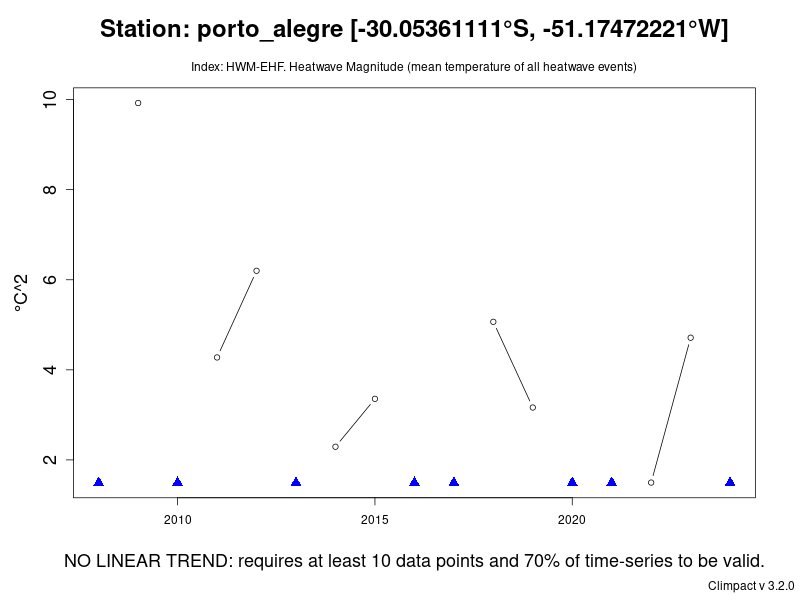 Station: porto_alegre [-30.05361111°S, -51.17472221°W]
Index: HWM-EHF. Heatwave Magnitude (mean temperature of all heatwave events)
10
8
6
4
2
°C^2
2010 2015 2020
NO LINEAR TREND: requires at least 10 data points and 70% of time-series to be valid.
Climpact v 3.2.0